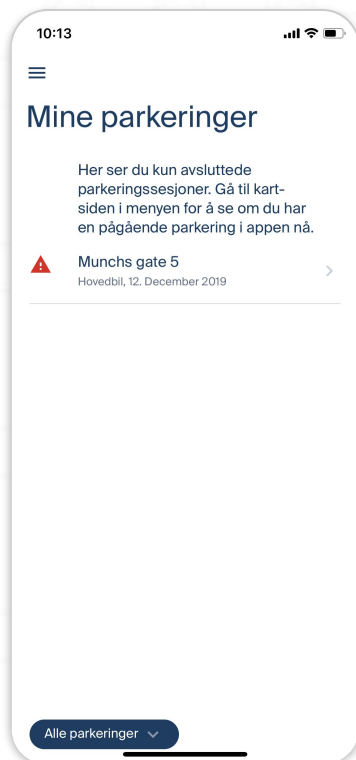 10:13
Mine parkeringer
Her ser du kun avsluttede
parkeringssesjoner. Gå til kart-
siden i menyen for å se om du har
en pågående parkering i appen nå.
Munchs gate 5
Hovedbil, 12. December 2019
Alle parkeringer